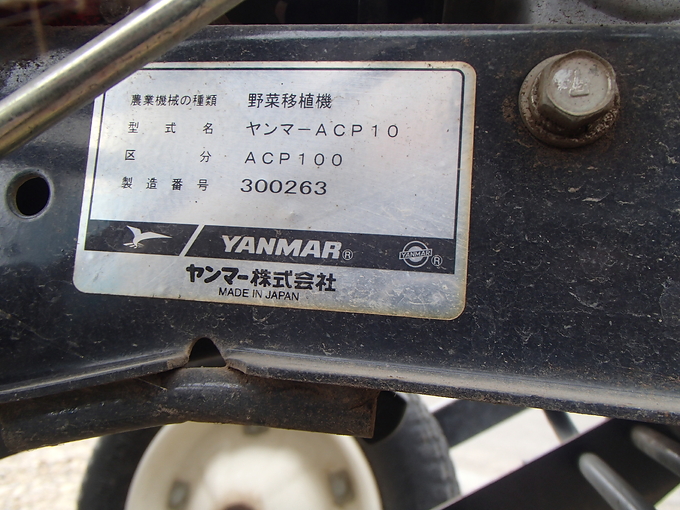 農業機械の種類 野菜移植機
型式名 ヤンマーACP10
区分 ACP100
製造番号 300263
YANMAR®
YANMAR ®
ヤンマー株式会社
MADE IN JAPAN